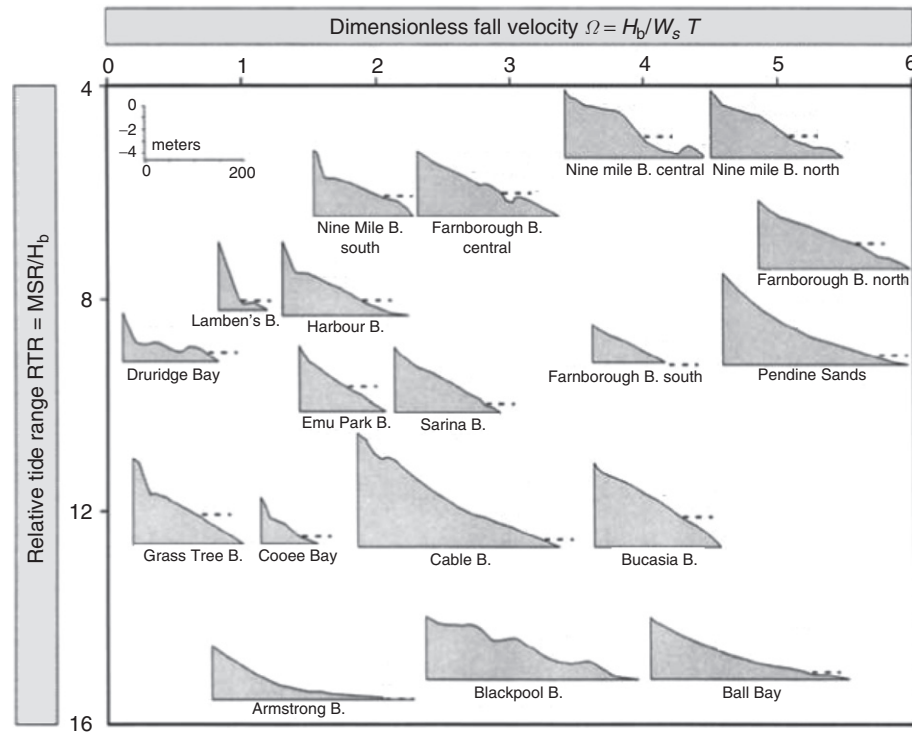 Dimensionless fall velocity Ω = Hb/Ws T
0 1 2 3 4 5 6
Relative tide range RTR = MSR/Hb
4
8
12
16
0
−2
−4
meters
0 200
Nine mile B. central
Nine mile B. north
Nine Mile B.
south
Farnborough B.
central
Farnborough B. north
Lamben's B.
Harbour B.
Druridge Bay
Farnborough B. south
Pendine Sands
Emu Park B.
Sarina B.
Grass Tree B.
Cooee Bay
Cable B.
Bucasia B.
Armstrong B.
Blackpool B.
Ball Bay